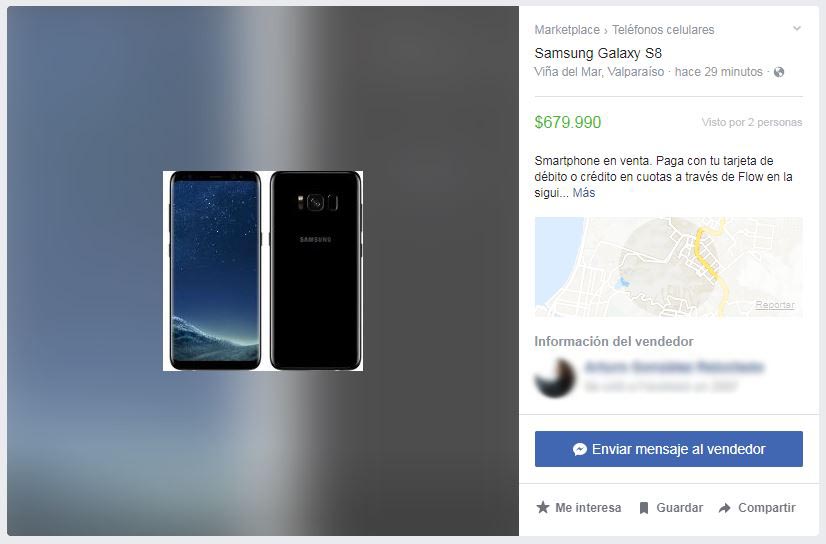 Marketplace › Teléfonos celulares
Samsung Galaxy S8
Viña del Mar, Valparaíso · hace 29 minutos ·
$679.990
Visto por 2 personas
Smartphone en venta. Paga con tu tarjeta de
débito o crédito en cuotas a través de Flow en la
sigui... Más
SAMSUNG
Reportar
Información del vendedor
Enviar mensaje al vendedor
Me interesa
Guardar
Compartir